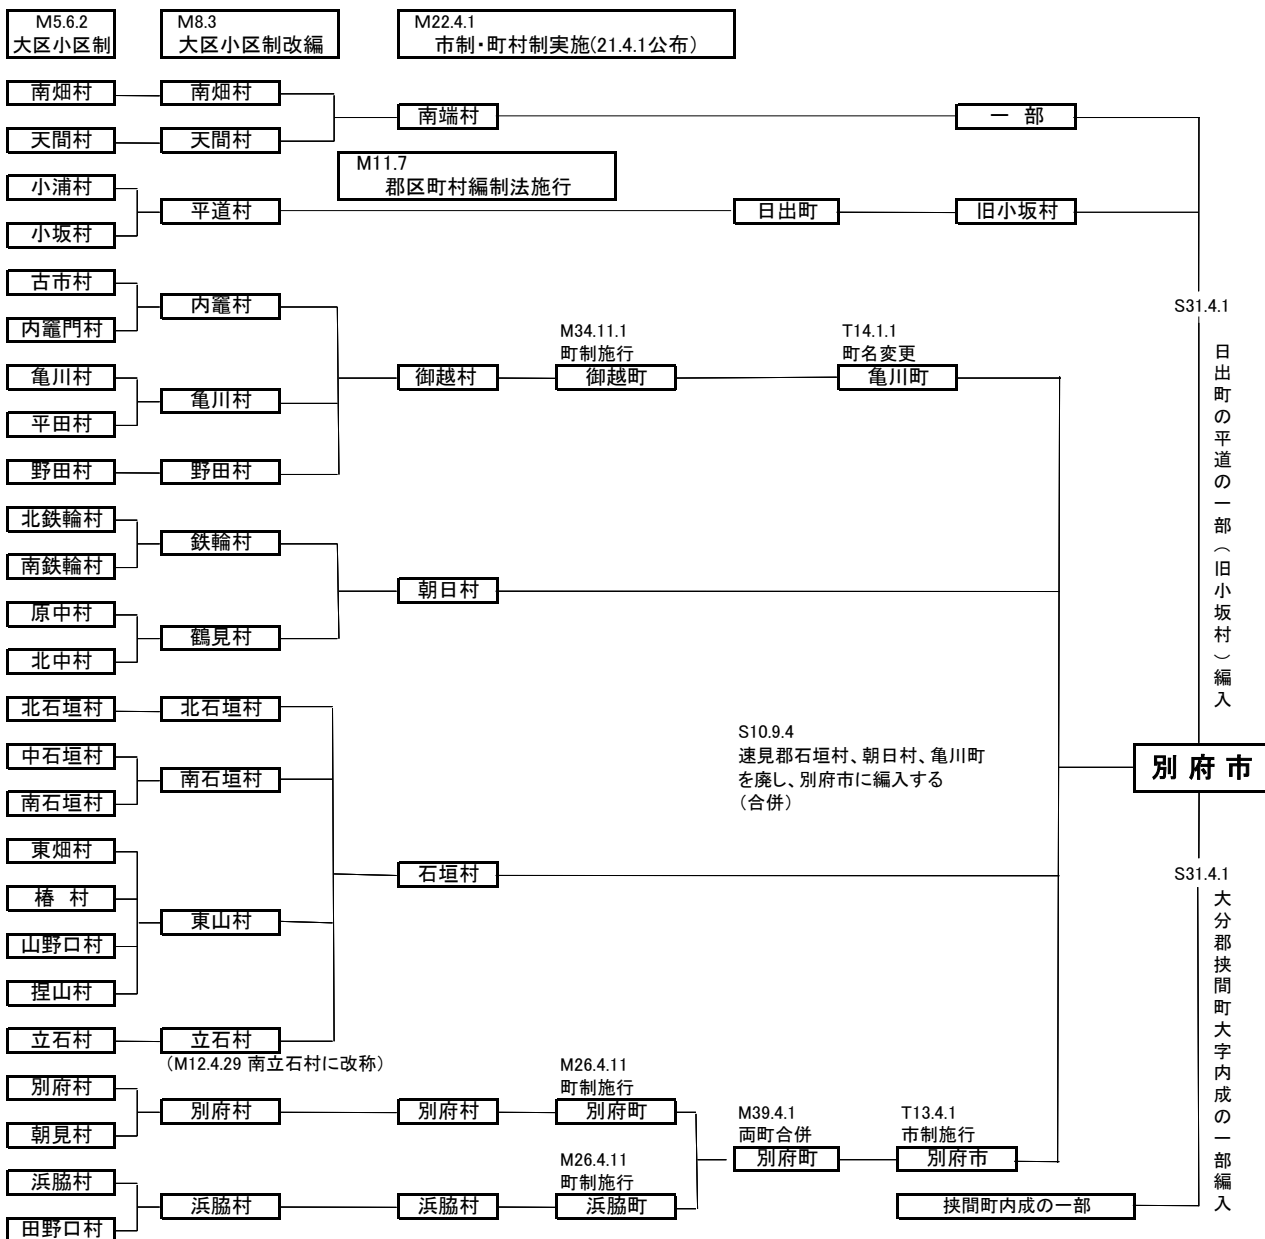 M5.6.2
大区小区制
M8.3
大区小区制改編
M22.4.1
市制・町村制実施(21.4.1公布)
南畑村
南畑村
天間村
天間村
南端村
一 部
M11.7
郡区町村編制法施行
小浦村
小坂村
平道村
日出町
旧小坂村
古市村
内竈門村
内竈村
亀川村
平田村
亀川村
野田村
野田村
御越村
M34.11.1
町制施行
御越町
T14.1.1
町名変更
亀川町
S31.4.1
日出町の平道の一部(旧小坂村)編入
北鉄輪村
南鉄輪村
鉄輪村
原中村
北中村
鶴見村
朝日村
北石垣村
北石垣村
中石垣村
南石垣村
南石垣村
東畑村
椿 村
山野口村
捏山村
東山村
立石村
立石村
(M12.4.29 南立石村に改称)
石垣村
S10.9.4
速見郡石垣村、朝日村、亀川町
を廃し、別府市に編入する
(合併)
別府市
S31.4.1
大分郡挾間町大字内成の一部編入
別府村
朝見村
別府村
別府村
M26.4.11
町制施行
別府町
浜脇村
田野口村
浜脇村
浜脇村
M26.4.11
町制施行
浜脇町
M39.4.1
両町合併
別府町
T13.4.1
市制施行
別府市
挾間町内成の一部